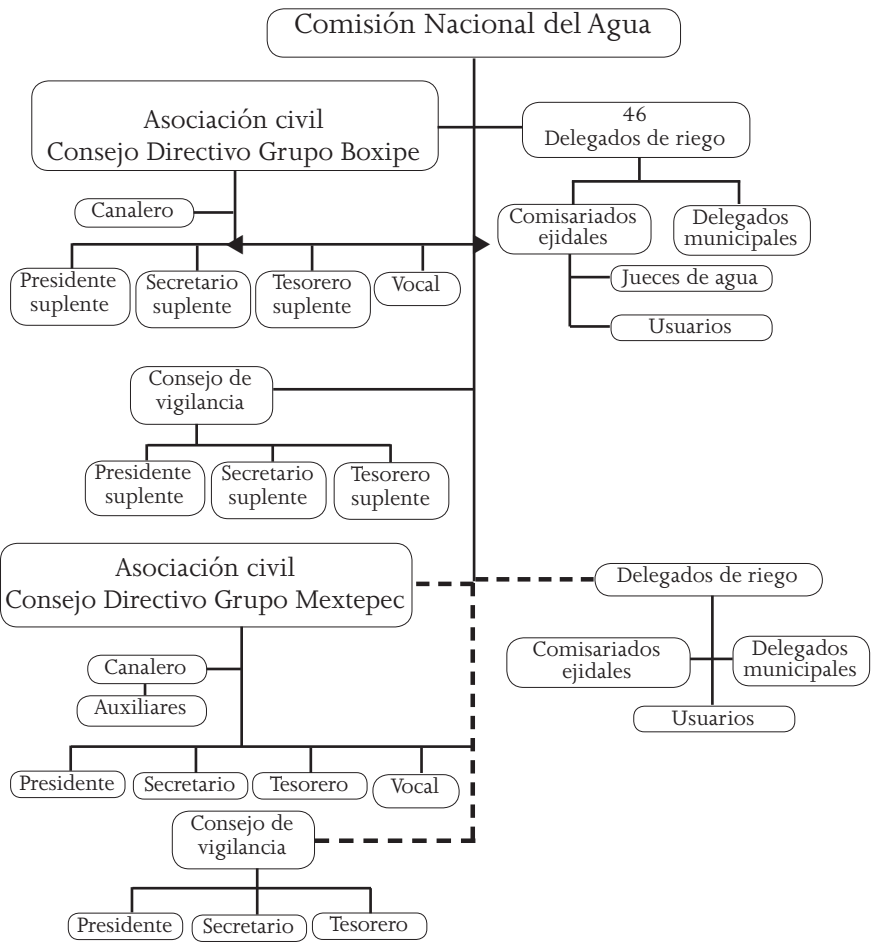 Comisión Nacional del Agua
Asociación civil
Consejo Directivo Grupo Boxipe
46
Delegados de riego
Canalero
Comisariados
ejidales
Delegados
municipales
Presidente
suplente
Secretario
suplente
Tesorero
suplente
Vocal
Jueces de agua
Usuarios
Consejo de
vigilancia
Presidente
suplente
Secretario
suplente
Tesorero
suplente
Asociación civil
Consejo Directivo Grupo Mextepec
Delegados de riego
Canalero
Auxiliares
Comisariados
ejidales
Delegados
municipales
Usuarios
Presidente
Secretario
Tesorero
Vocal
Consejo de
vigilancia
Presidente
Secretario
Tesorero